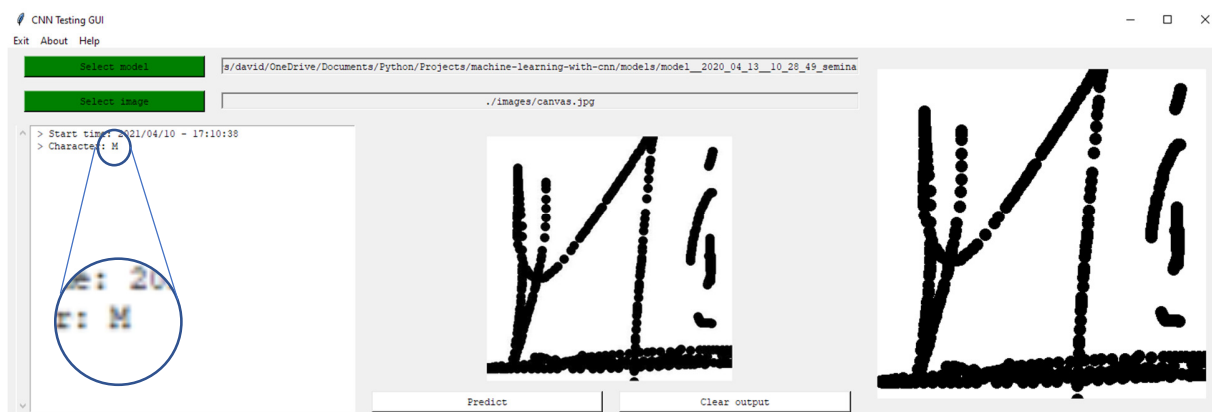 CNN Testing GUI
Exit About Help
Select model
s/david/OneDrive/Documents/Python/Projects/machine-learning-with-cnn/models/model__2020_04_13__10_28_49_semina
Select image
./images/canvas.jpg
> Start time: 2021/04/10 - 17:10:38
> Character: M
e: 20
r: M
Predict
Clear output